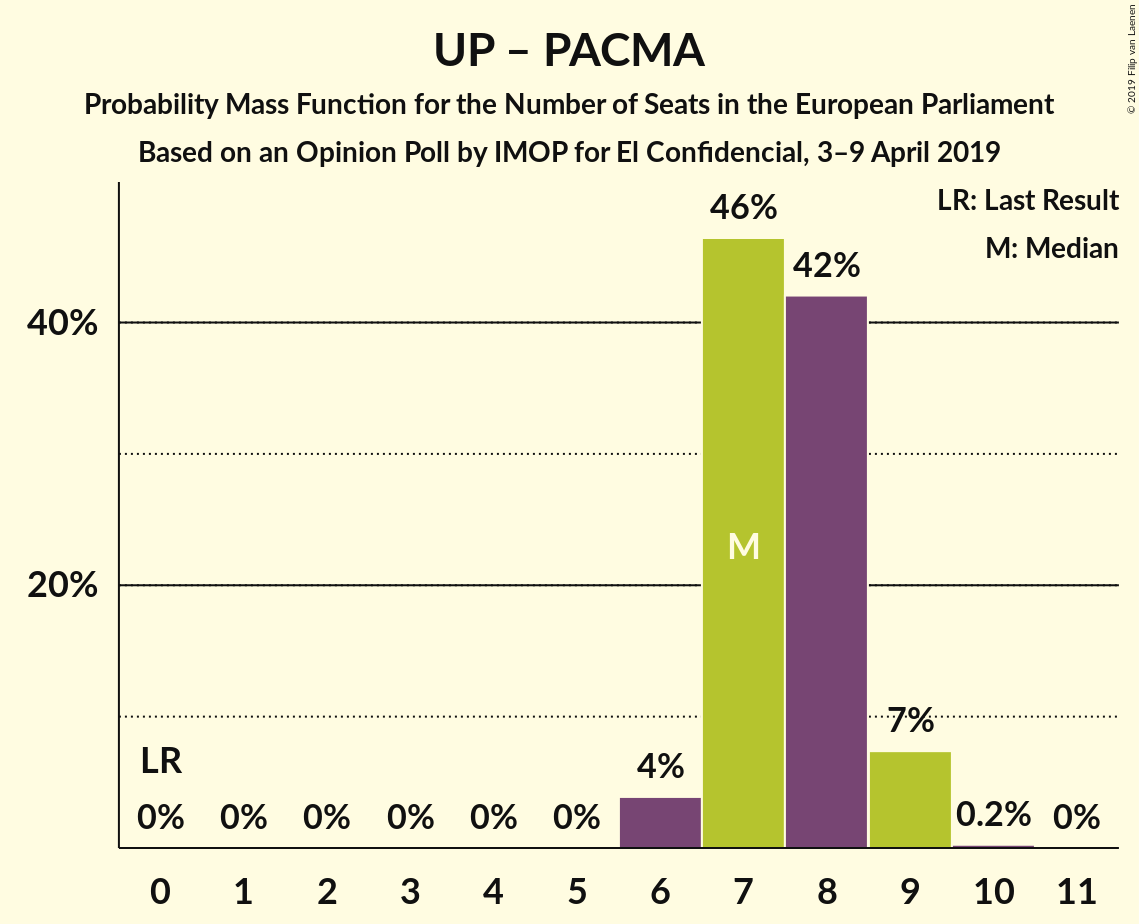 UP – PACMA
Probability Mass Function for the Number of Seats in the European Parliament
Based on an Opinion Poll by IMOP for El Confidencial, 3–9 April 2019
© 2019 Filip van Laenen
LR: Last Result
M: Median
46%
42%
40%
M
20%
7%
LR
4%
0% 0% 0% 0% 0% 0% 0.2% 0%
0 1 2 3 4 5 6 7 8 9 10 11